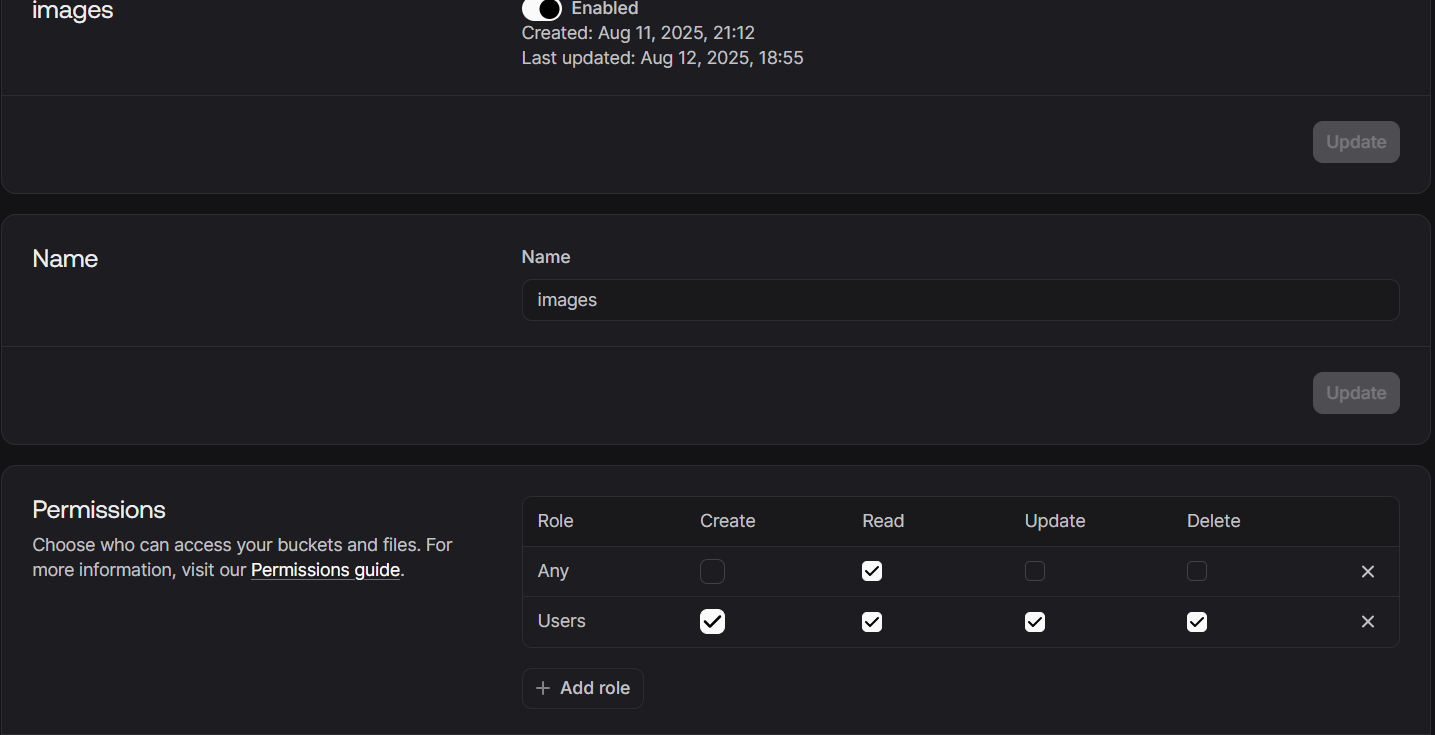 images
Enabled
Created: Aug 11, 2025, 21:12
Last updated: Aug 12, 2025, 18:55
Update
Name
Name
images
Update
Permissions
Choose who can access your buckets and files. For
more information, visit our Permissions guide.
Role Create Read Update Delete
Any
Users
Add role